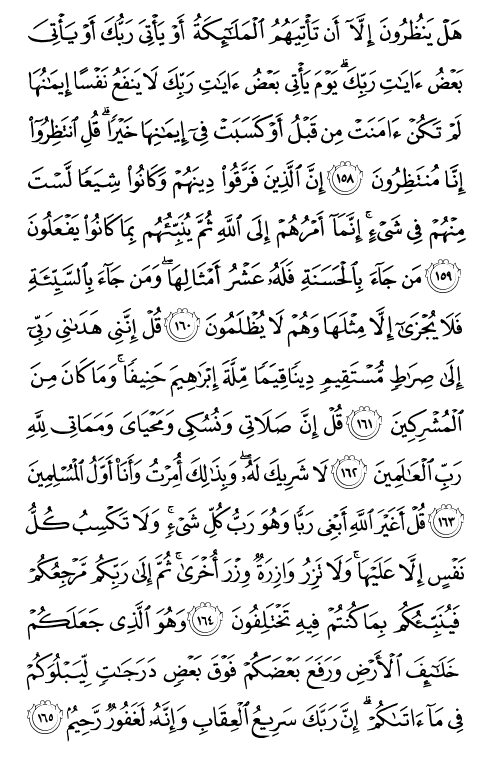 هَلۡ يَنظُرُونَ إِلَّآ أَن تَأۡتِيَهُمُ ٱلۡمَلَٰٓئِكَةُ أَوۡ يَأۡتِيَ رَبُّكَ أَوۡ يَأۡتِيَ
بَعۡضُ ءَايَٰتِ رَبِّكَۗ يَوۡمَ يَأۡتِي بَعۡضُ ءَايَٰتِ رَبِّكَ لَا يَنفَعُ نَفۡسًا إِيمَٰنُهَا
لَمۡ تَكُنۡ ءَامَنَتۡ مِن قَبۡلُ أَوۡ كَسَبَتۡ فِيٓ إِيمَٰنِهَا خَيۡرٗاۗ قُلِ ٱنتَظِرُوٓاْ
إِنَّا مُنتَظِرُونَ ١٥٨ إِنَّ ٱلَّذِينَ فَرَّقُواْ دِينَهُمۡ وَكَانُواْ شِيَعٗا لَّسۡتَ
مِنۡهُمۡ فِي شَيۡءٍۚ إِنَّمَآ أَمۡرُهُمۡ إِلَى ٱللَّهِ ثُمَّ يُنَبِّئُهُم بِمَا كَانُواْ يَفۡعَلُونَ
١٥٩ مَن جَآءَ بِٱلۡحَسَنَةِ فَلَهُۥ عَشۡرُ أَمۡثَالِهَاۖ وَمَن جَآءَ بِٱلسَّيِّئَةِ
فَلَا يُجۡزَىٰٓ إِلَّا مِثۡلَهَا وَهُمۡ لَا يُظۡلَمُونَ ١٦٠ قُلۡ إِنَّنِي هَدَىٰنِي رَبِّيٓ
إِلَىٰ صِرَٰطٖ مُّسۡتَقِيمٖ دِينٗا قِيَمٗا مِّلَّةَ إِبۡرَٰهِيمَ حَنِيفٗاۚ وَمَا كَانَ مِنَ
ٱلۡمُشۡرِكِينَ ١٦١ قُلۡ إِنَّ صَلَاتِي وَنُسُكِي وَمَحۡيَايَ وَمَمَاتِي لِلَّهِ
رَبِّ ٱلۡعَٰلَمِينَ ١٦٢ لَا شَرِيكَ لَهُۥۖ وَبِذَٰلِكَ أُمِرۡتُ وَأَنَا۠ أَوَّلُ ٱلۡمُسۡلِمِينَ
١٦٣ قُلۡ أَغَيۡرَ ٱللَّهِ أَبۡغِي رَبّٗا وَهُوَ رَبُّ كُلِّ شَيۡءٖۚ وَلَا تَكۡسِبُ كُلُّ
نَفۡسٍ إِلَّا عَلَيۡهَاۚ وَلَا تَزِرُ وَازِرَةٞ وِزۡرَ أُخۡرَىٰۚ ثُمَّ إِلَىٰ رَبِّكُم مَّرۡجِعُكُمۡ
فَيُنَبِّئُكُم بِمَا كُنتُمۡ فِيهِ تَخۡتَلِفُونَ ١٦٤ وَهُوَ ٱلَّذِي جَعَلَكُمۡ
خَلَٰٓئِفَ ٱلۡأَرۡضِ وَرَفَعَ بَعۡضَكُمۡ فَوۡقَ بَعۡضٖ دَرَجَٰتٖ لِّيَبۡلُوَكُمۡ
فِي مَآ ءَاتَىٰكُمۡۗ إِنَّ رَبَّكَ سَرِيعُ ٱلۡعِقَابِ وَإِنَّهُۥ لَغَفُورٞ رَّحِيمُۢ ١٦٥